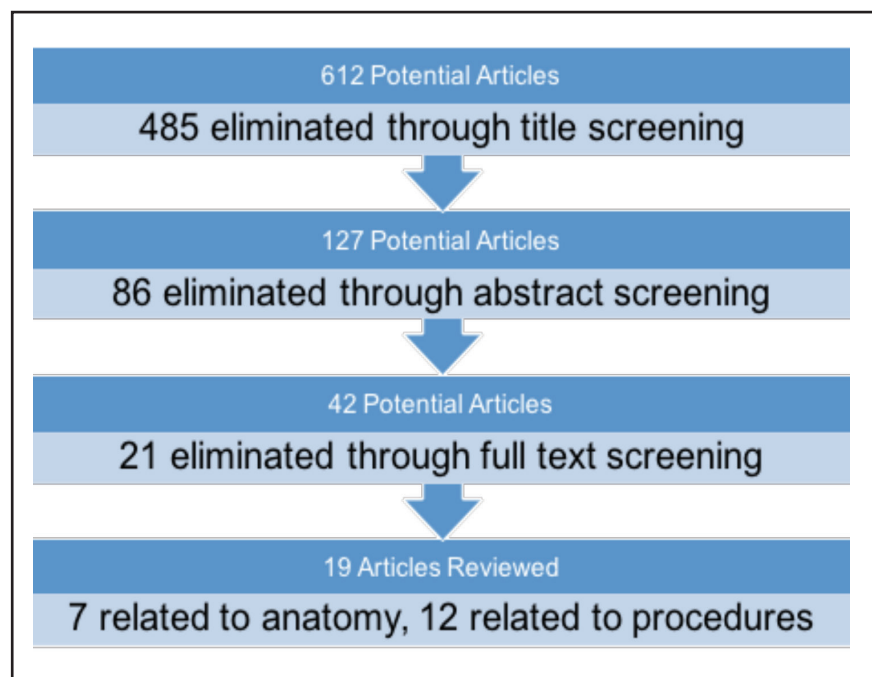 612 Potential Articles
485 eliminated through title screening
127 Potential Articles
86 eliminated through abstract screening
42 Potential Articles
21 eliminated through full text screening
19 Articles Reviewed
7 related to anatomy, 12 related to procedures